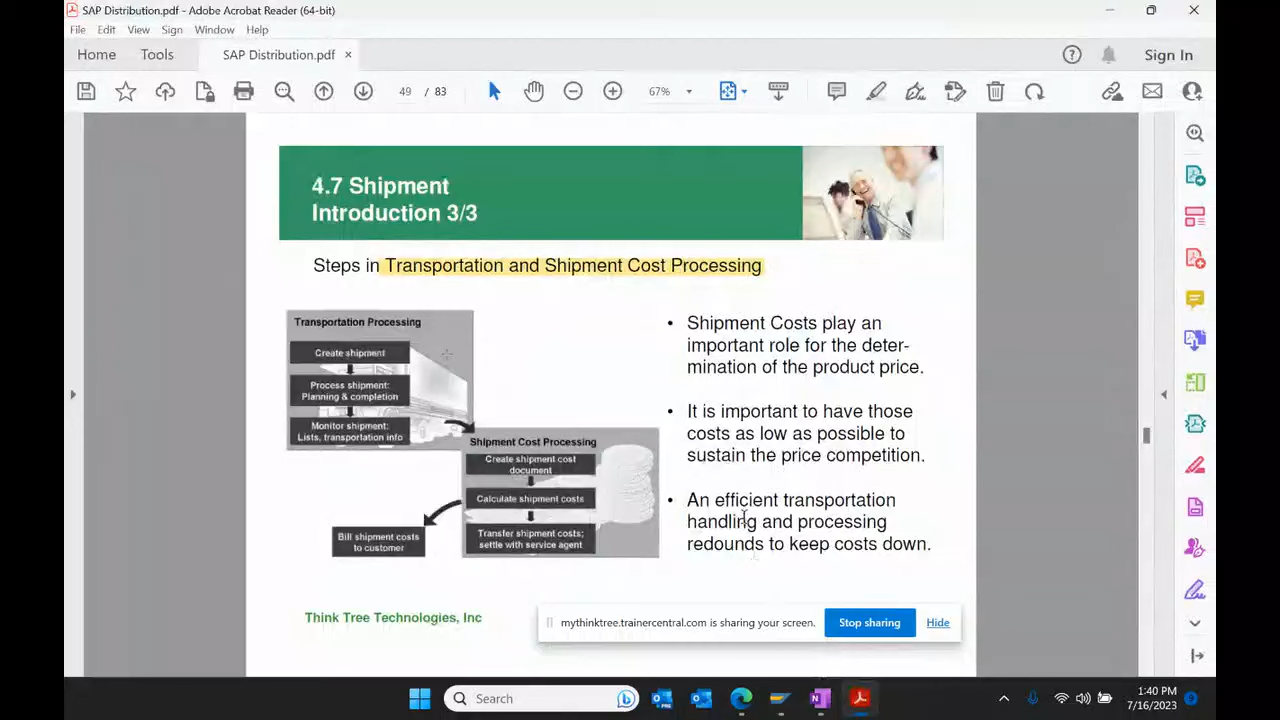 SAP Distribution.pdf - Adobe Acrobat Reader (64-bit)
File Edit View Sign Window Help
Home Tools SAP Distribution.pdf × Sign In
49 / 83 67%
4.7 Shipment
Introduction 3/3
Steps in Transportation and Shipment Cost Processing
Transportation Processing
Create shipment
Process shipment:
Planning & completion
Monitor shipment:
Lists, transportation info
Shipment Cost Processing
Create shipment cost
document
Calculate shipment costs
Transfer shipment costs;
settle with service agent
Bill shipment costs
to customer
• Shipment Costs play an
important role for the deter-
mination of the product price.
• It is important to have those
costs as low as possible to
sustain the price competition.
• An efficient transportation
handling and processing
redounds to keep costs down.
Think Tree Technologies, Inc
mythinktree.trainercentral.com is sharing your screen. Stop sharing Hide
Search
1:40 PM
7/16/2023